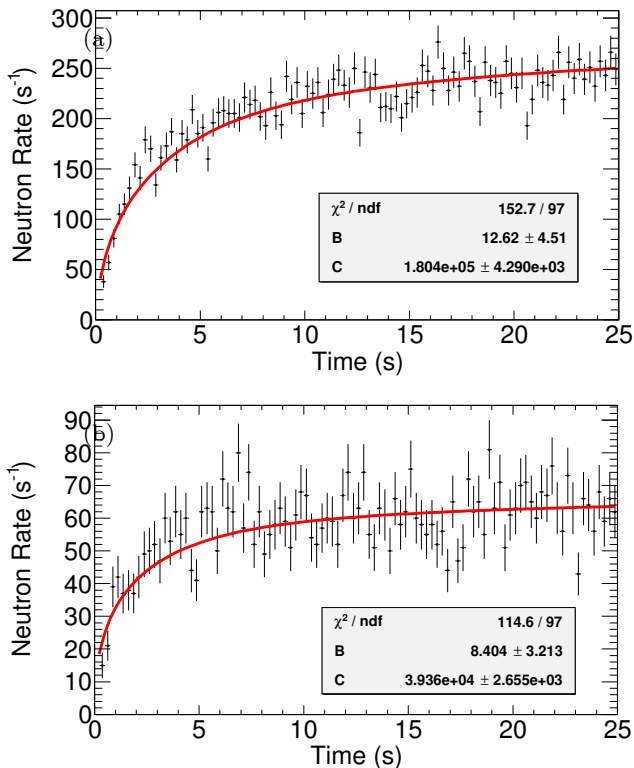 (a)
Neutron Rate (s⁻¹)
300
250
200
150
100
50
0
χ² / ndf 152.7 / 97
B 12.62 ± 4.51
C 1.804e+05 ± 4.290e+03
0 5 10 15 20 25
Time (s)
(b)
Neutron Rate (s⁻¹)
90
80
70
60
50
40
30
20
10
0
χ² / ndf 114.6 / 97
B 8.404 ± 3.213
C 3.936e+04 ± 2.655e+03
0 5 10 15 20 25
Time (s)